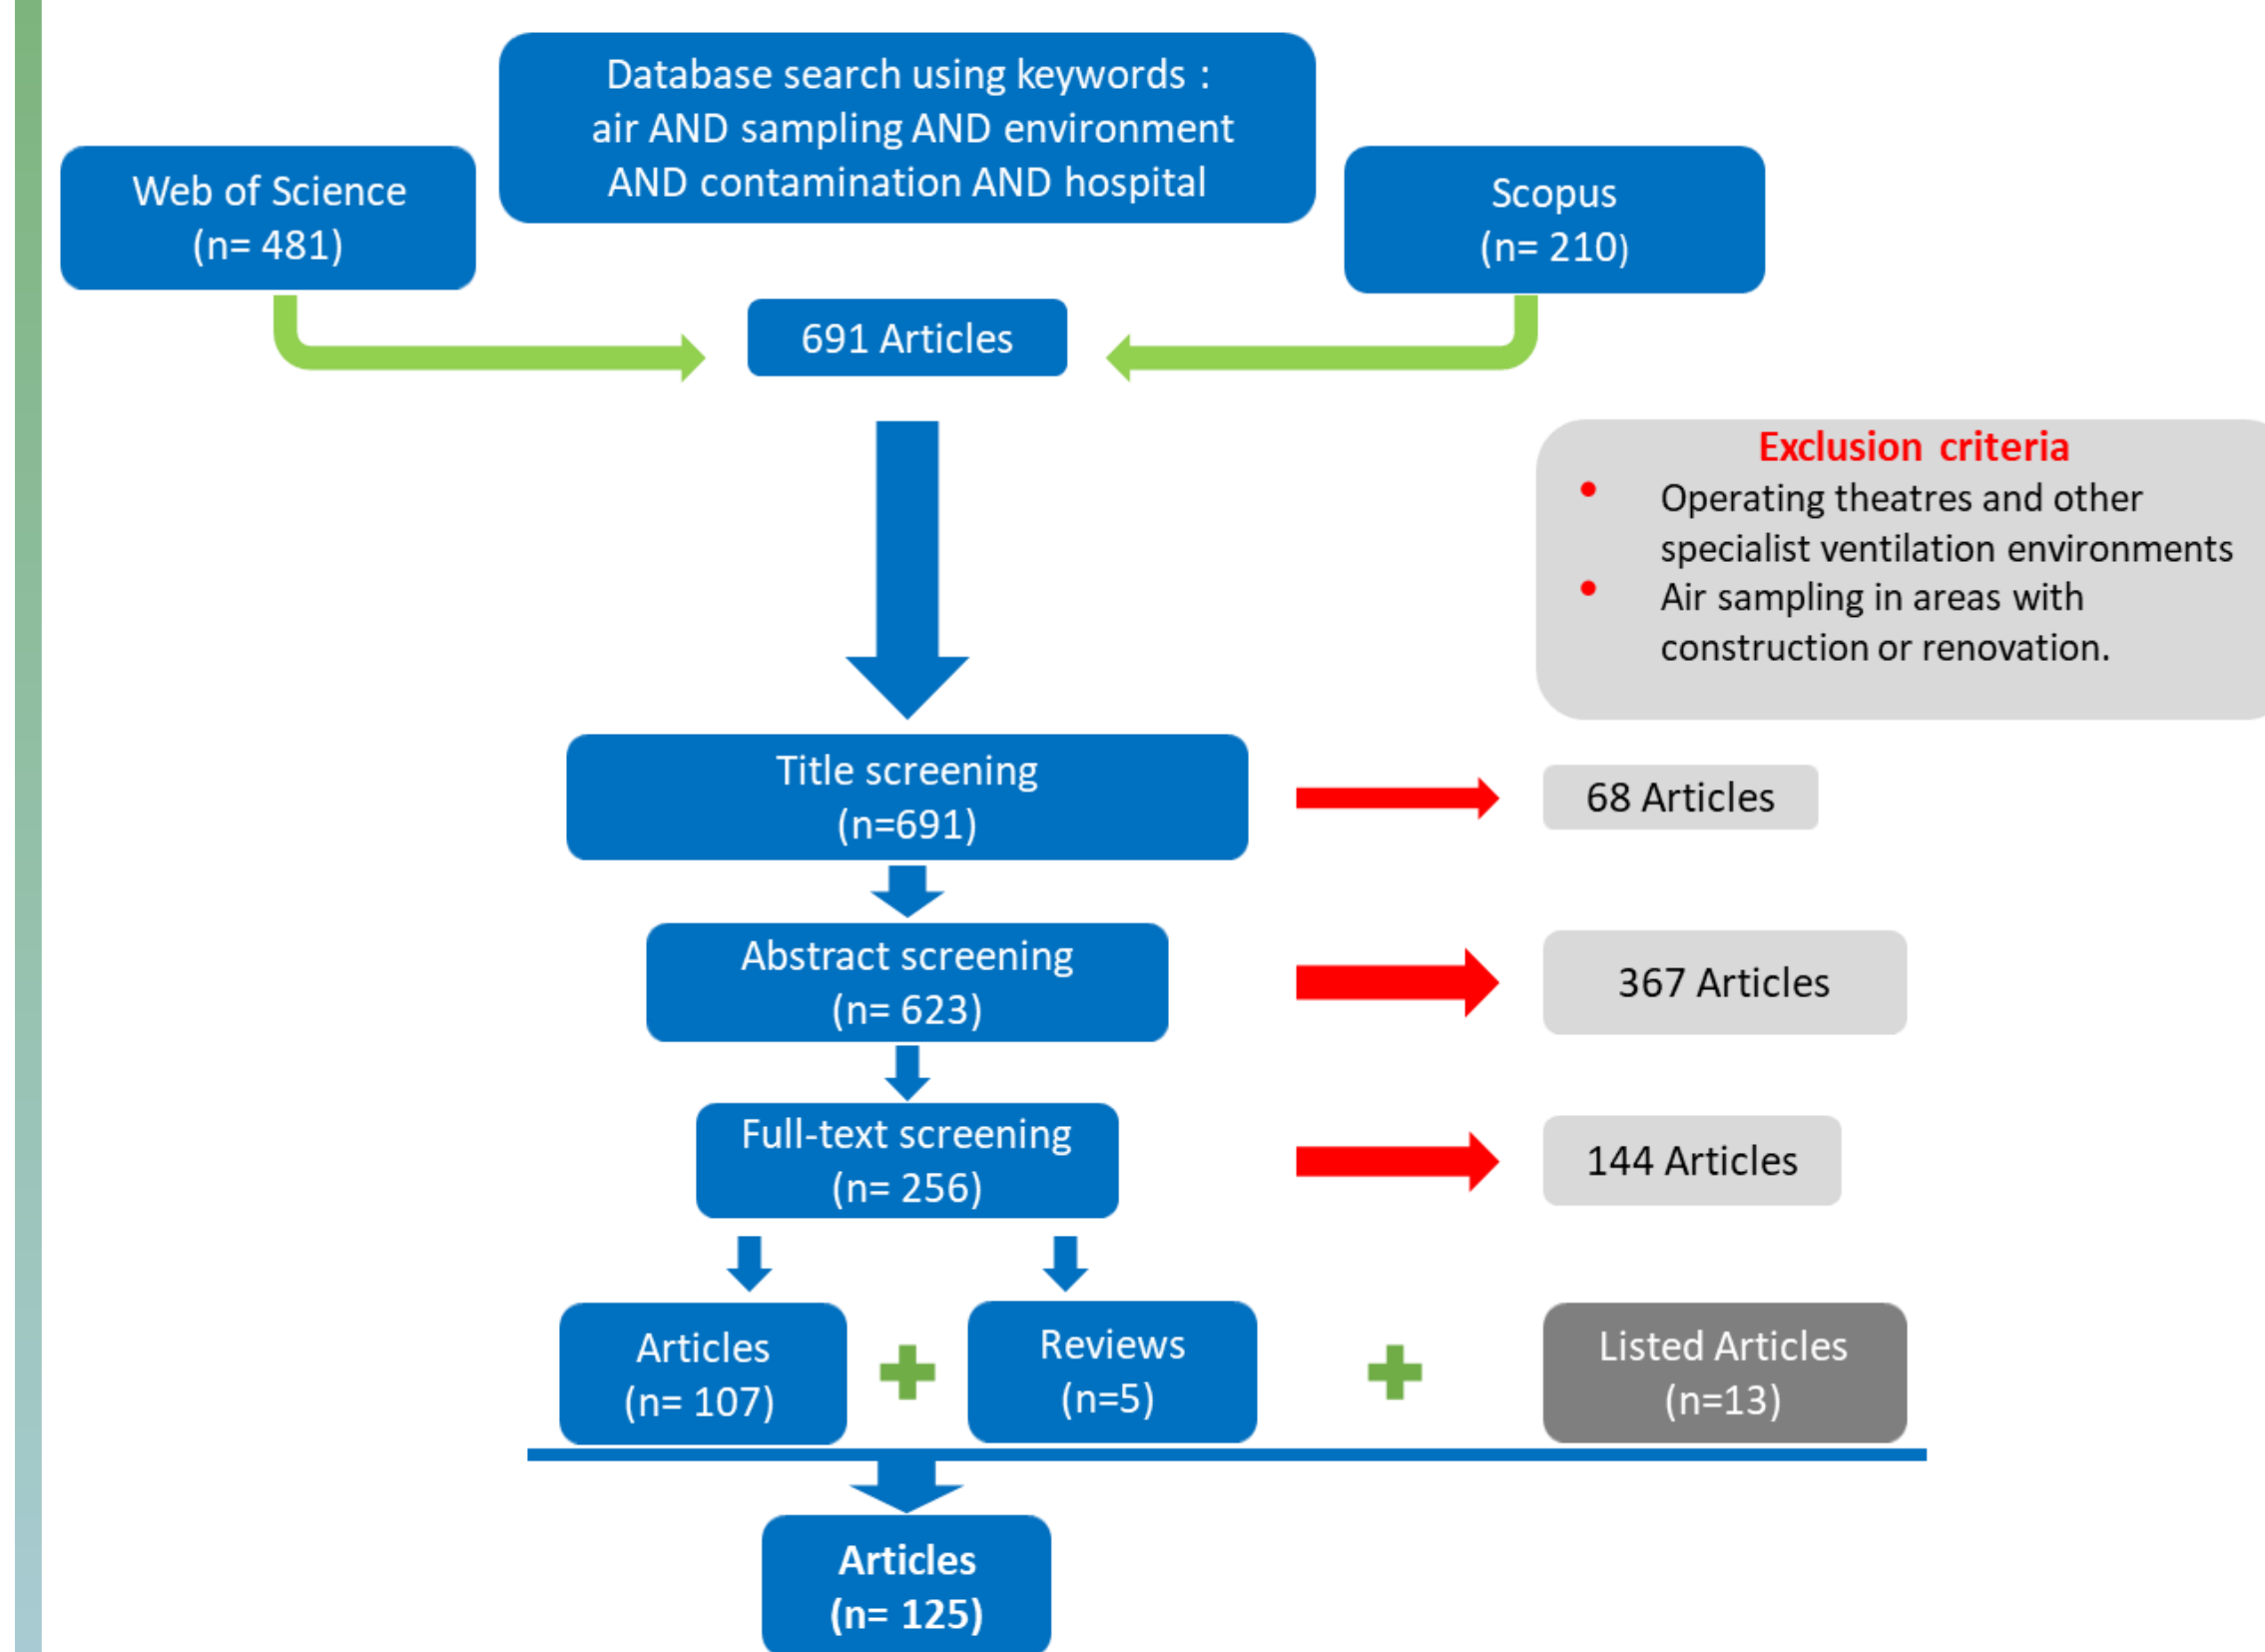 Database search using keywords :
air AND sampling AND environment
AND contamination AND hospital
Web of Science
(n= 481)
Scopus
(n= 210)
691 Articles
Exclusion criteria
• Operating theatres and other
specialist ventilation environments
• Air sampling in areas with
construction or renovation.
Title screening
(n=691)
68 Articles
Abstract screening
(n= 623)
367 Articles
Full-text screening
(n= 256)
144 Articles
Articles
(n= 107)
Reviews
(n=5)
Listed Articles
(n=13)
Articles
(n= 125)